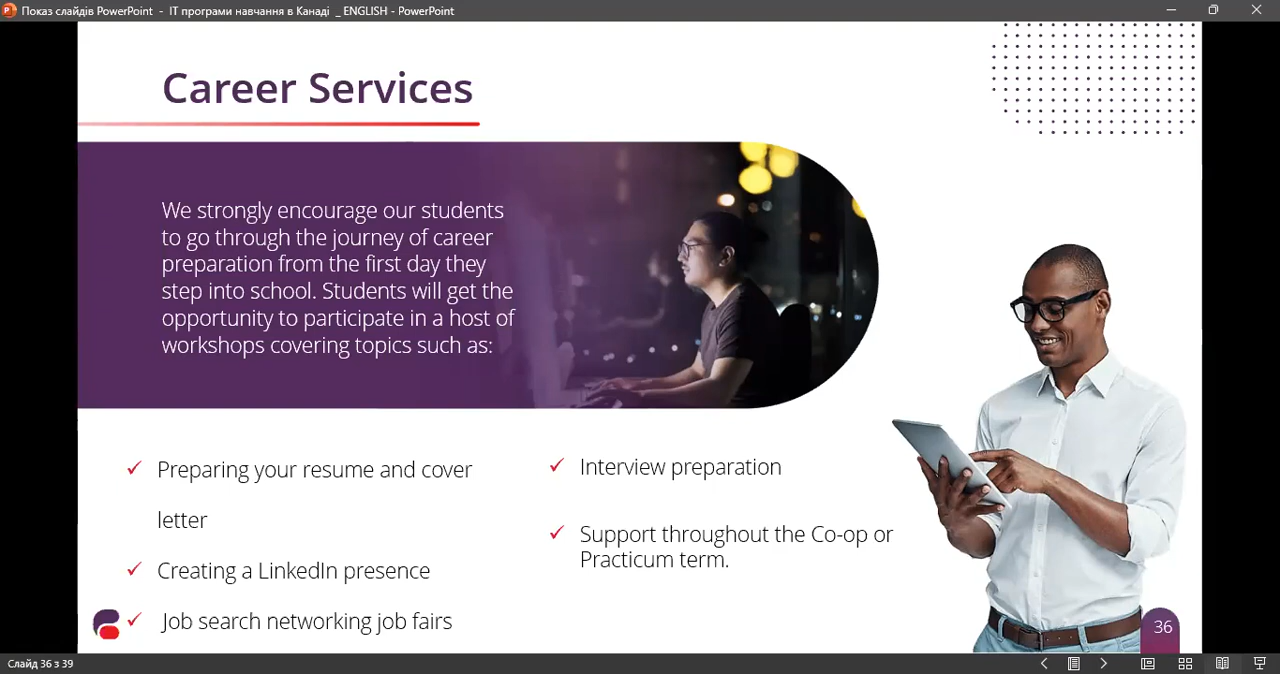 Показ слайдів PowerPoint - ІТ програми навчання в Канаді _ ENGLISH - PowerPoint
Career Services
We strongly encourage our students
to go through the journey of career
preparation from the first day they
step into school. Students will get the
opportunity to participate in a host of
workshops covering topics such as:
Preparing your resume and cover
letter
Creating a LinkedIn presence
Job search networking job fairs
Interview preparation
Support throughout the Co-op or
Practicum term.
36
Слайд 36 з 39